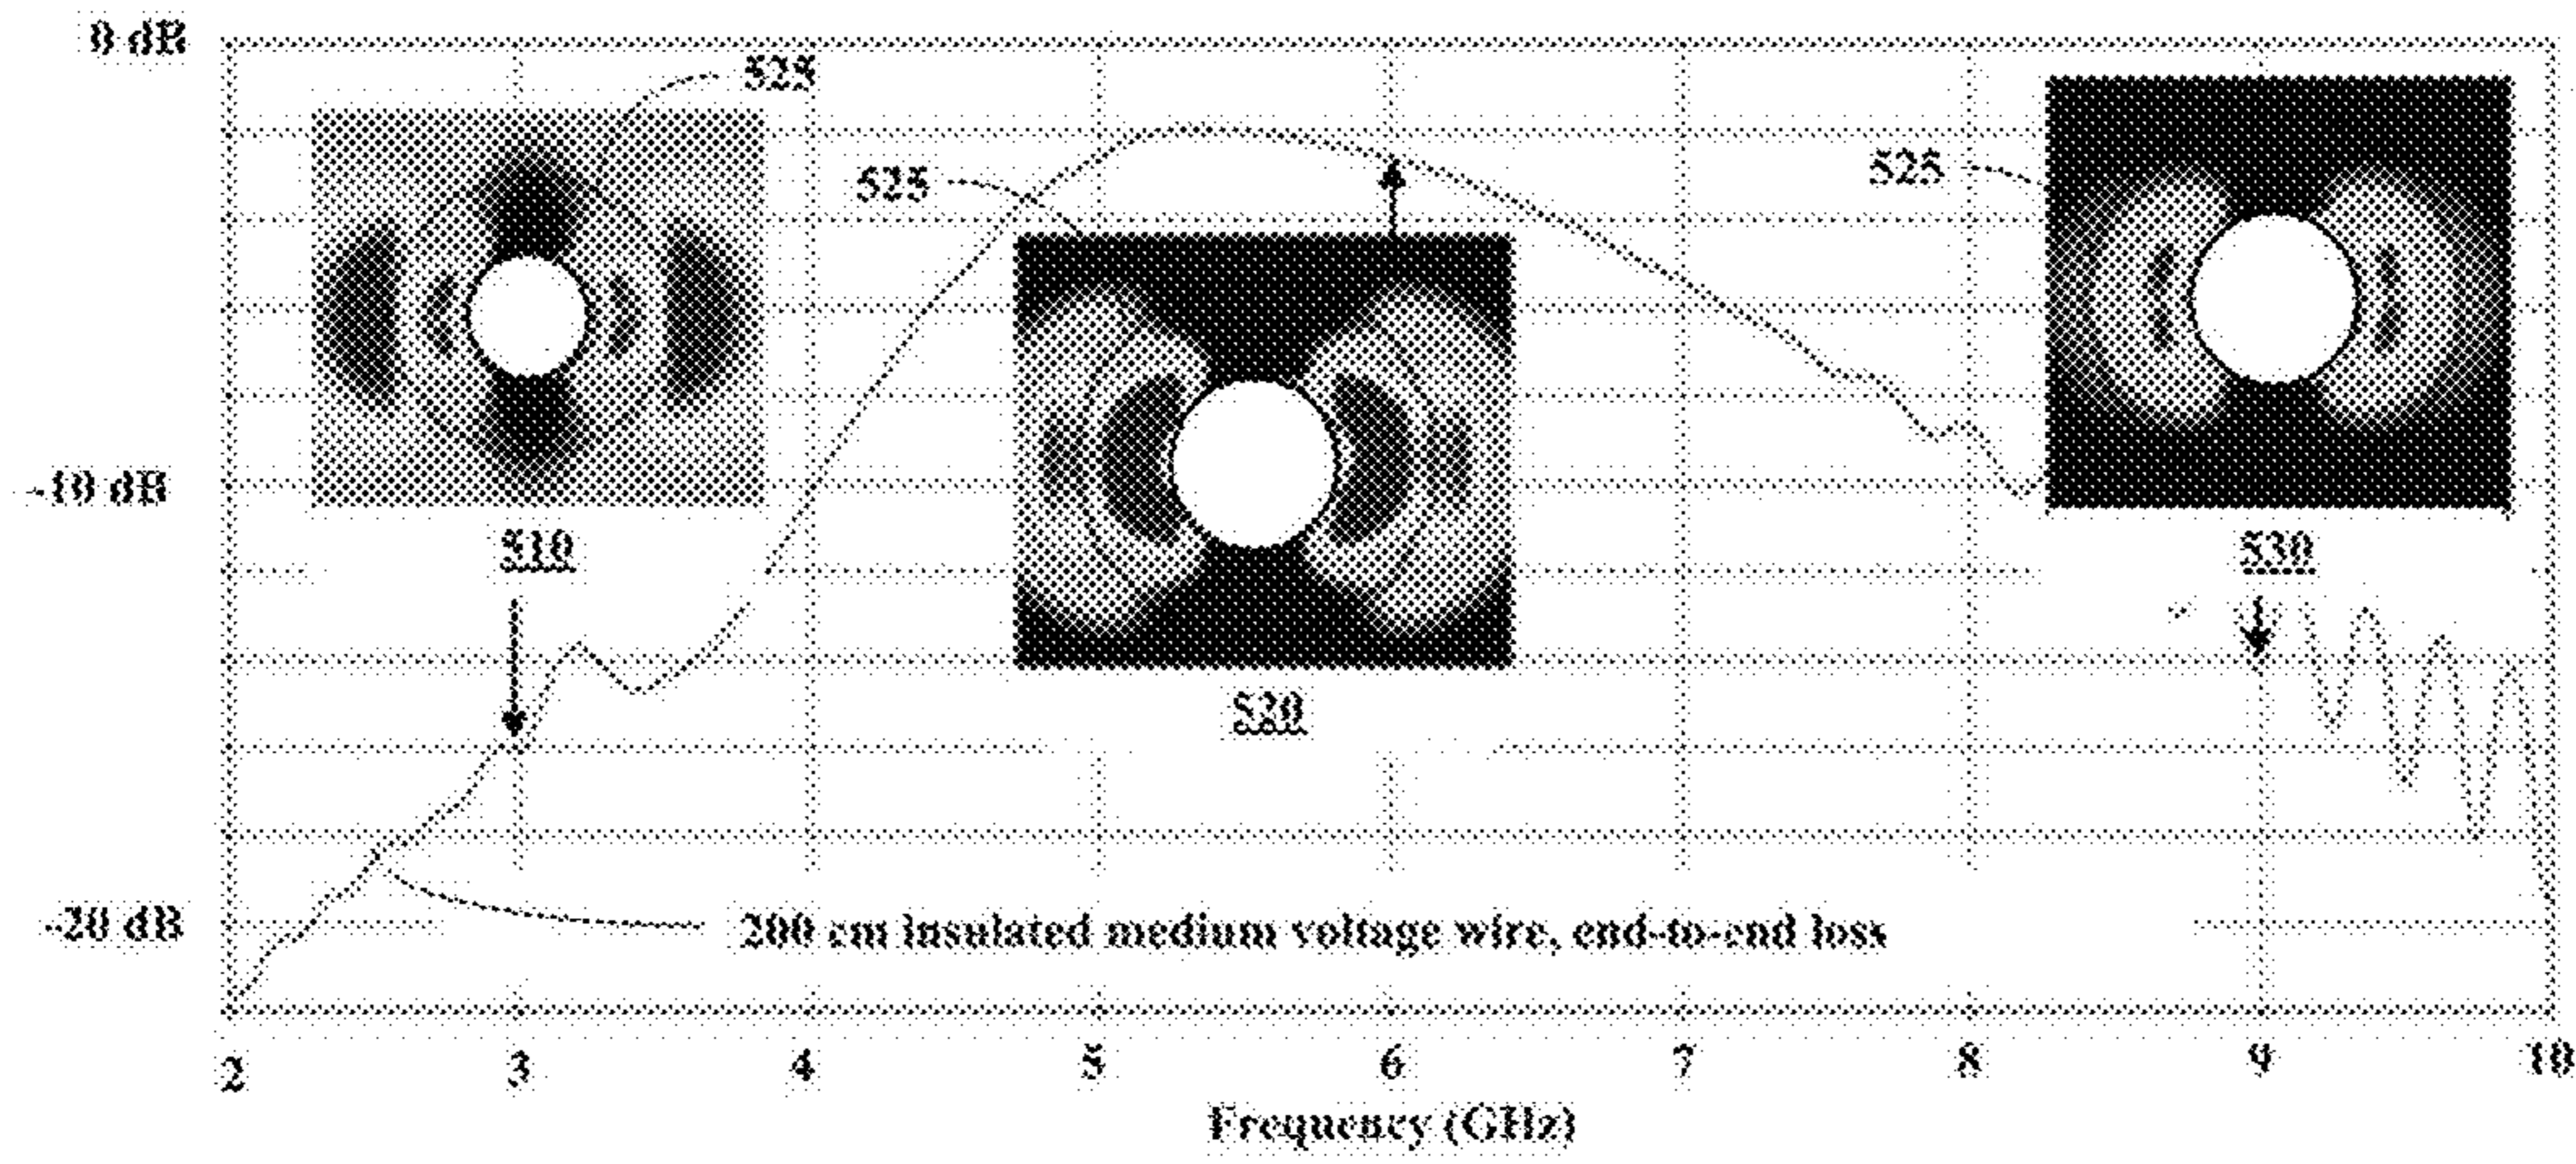 0 dB
525
525
525
-10 dB
510
530
520
-20 dB
200 cm insulated medium voltage wire, end-to-end loss
2 3 4 5 6 7 8 9 10
Frequency (GHz)